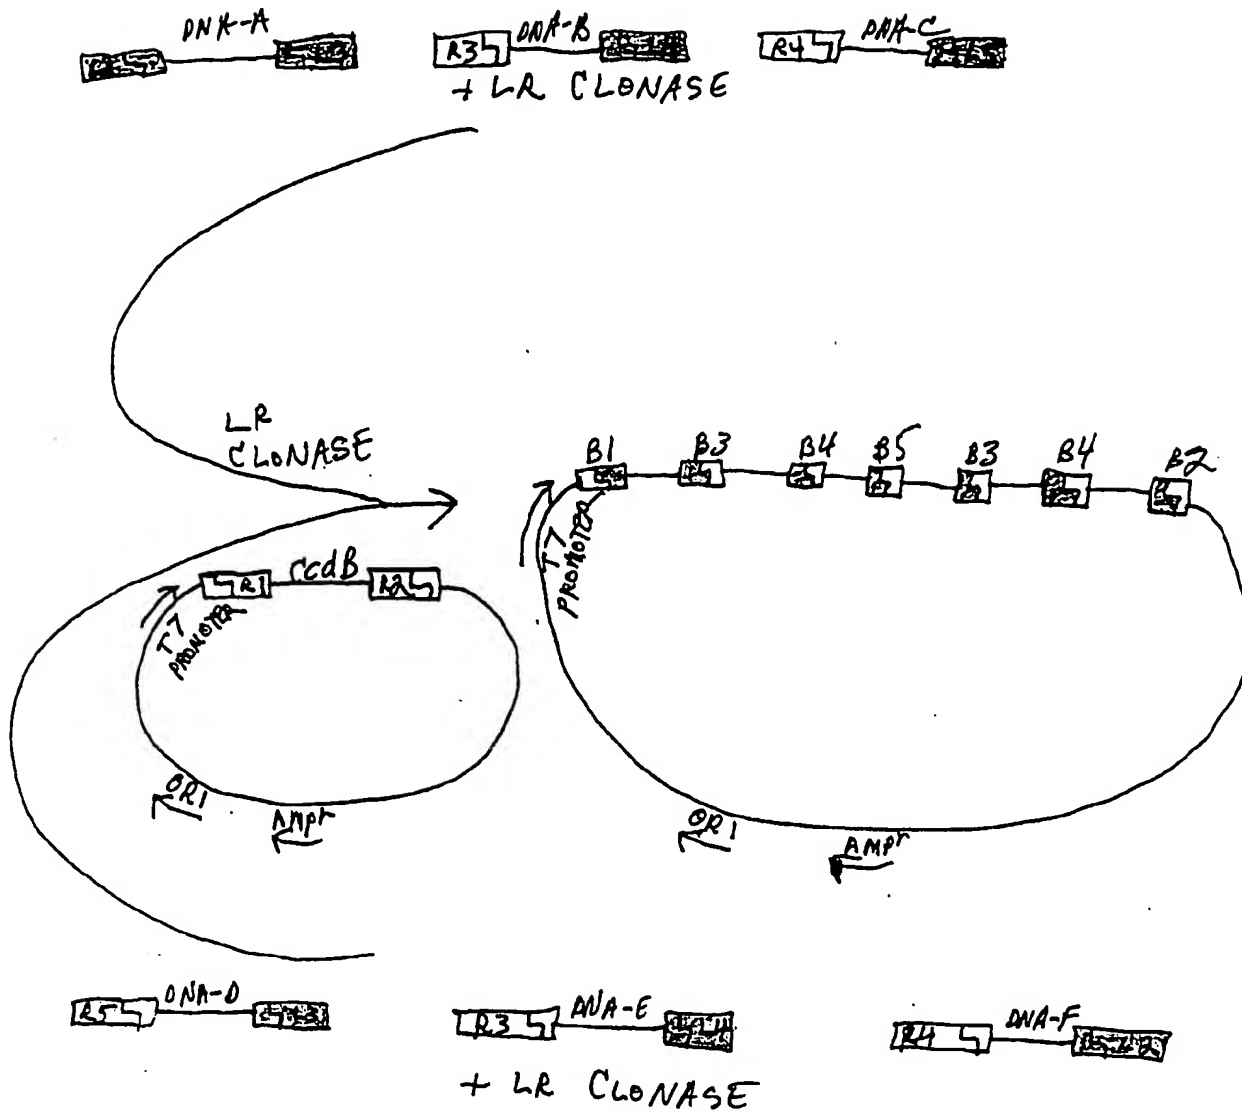 DNA-A DNA-B DNA-C
R3 R4
+ LR CLONASE
LR
CLONASE
B1 B3 B4 B5 B3 B4 B2
T7
PROMOTER
R1 ccdB R2
T7
PROMOTER
ORI
Ampr
ORI
AMPr
DNA-D DNA-E DNA-F
R5 R3 R4
+ LR CLONASE